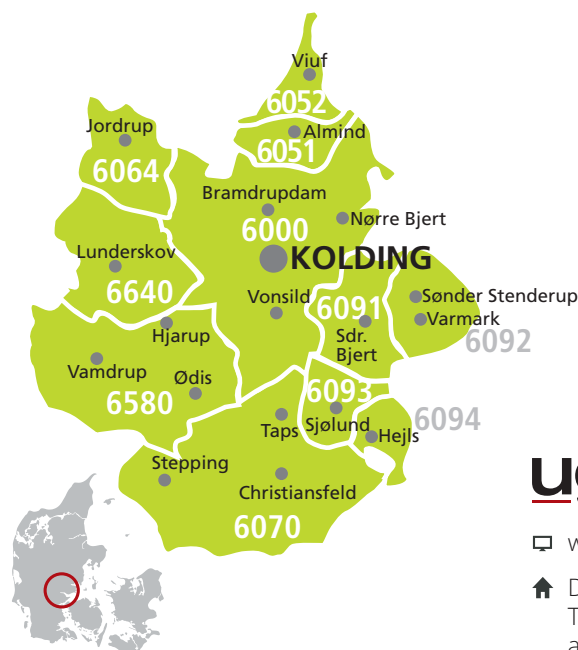 Viuf
6052
Jordrup
Almind
6051
6064
Bramdrupdam
Nørre Bjert
6000
KOLDING
Lunderskov
6640
Sønder Stenderup
6091
Vonsild
Varmark
6092
Hjarup
Sdr.
Bjert
Vamdrup
Ødis
6580
6093
Sjølund
6094
Taps
Hejls
Stepping
Christiansfeld
6070